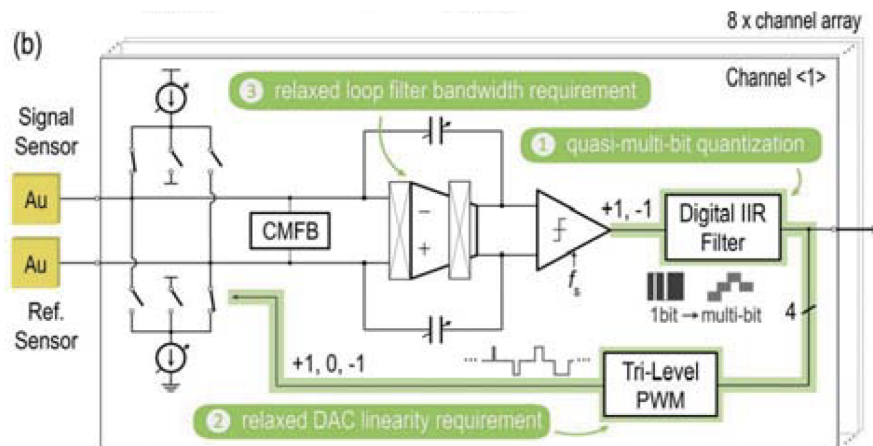 8 x channel array
(b)
Channel <1>
3 relaxed loop filter bandwidth requirement
Signal
Sensor
1 quasi-multi-bit quantization
Au
+1, -1
Digital IIR
Filter
CMFB
−
+
Au
fs
1bit → multi-bit
4
Ref.
Sensor
+1, 0, -1
... ...
Tri-Level
PWM
2 relaxed DAC linearity requirement